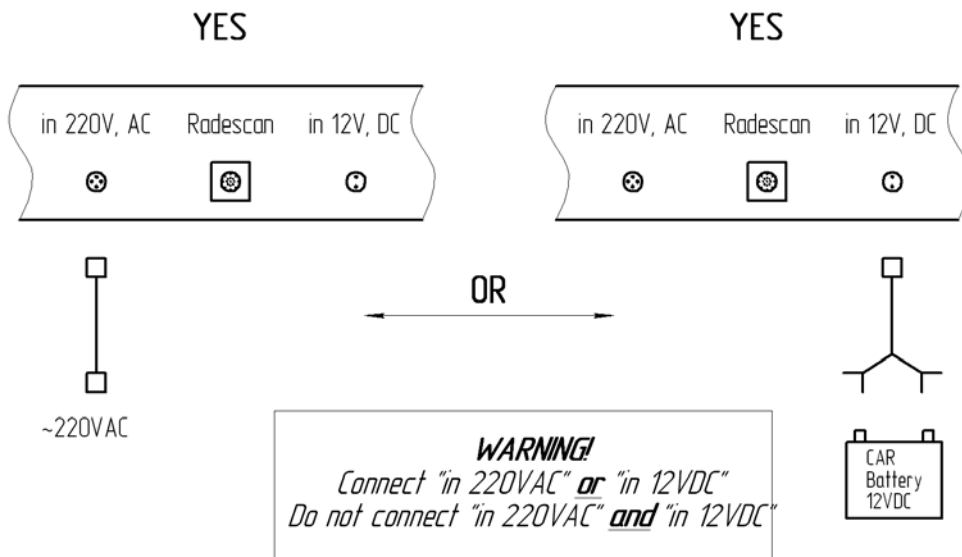 YES
YES
in 220V, AC Radescan in 12V, DC
in 220V, AC Radescan in 12V, DC
OR
~220VAC
WARNING!
Connect "in 220VAC" or "in 12VDC"
Do not connect "in 220VAC" and "in 12VDC"
CAR
Battery
12VDC